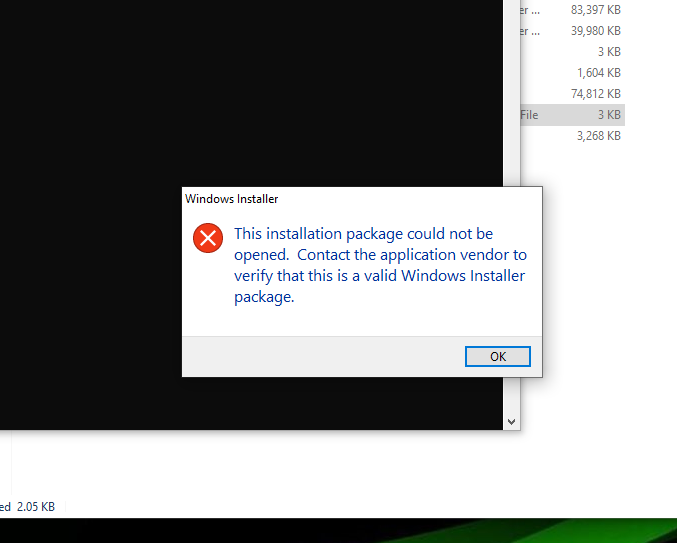 er ... 83,397 KB
er ... 39,980 KB
3 KB
1,604 KB
74,812 KB
File 3 KB
3,268 KB
Windows Installer
This installation package could not be
opened. Contact the application vendor to
verify that this is a valid Windows Installer
package.
OK
ed 2.05 KB